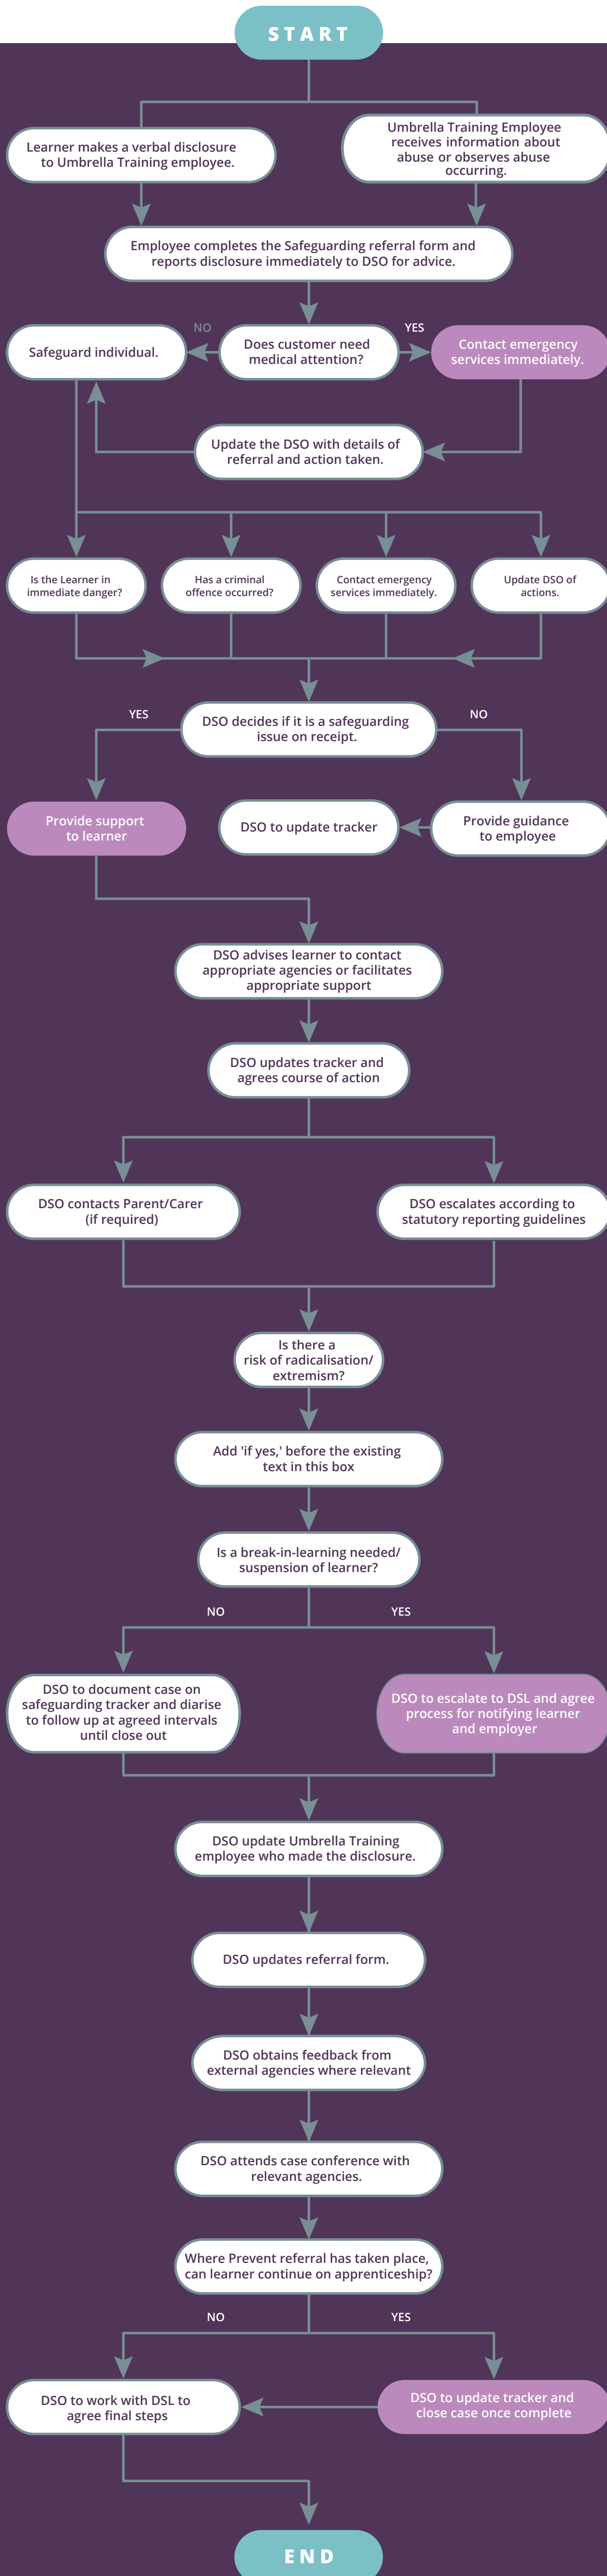 START
Learner makes a verbal disclosure
to Umbrella Training employee.
Umbrella Training Employee
receives information about
abuse or observes abuse
occurring.
Employee completes the Safeguarding referral form and
reports disclosure immediately to DSO for advice.
Safeguard individual.
NO
Does customer need
medical attention?
YES
Contact emergency
services immediately.
Update the DSO with details of
referral and action taken.
Is the Learner in
immediate danger?
Has a criminal
offence occurred?
Contact emergency
services immediately.
Update DSO of
actions.
YES
DSO decides if it is a safeguarding
issue on receipt.
NO
Provide support
to learner
DSO to update tracker
Provide guidance
to employee
DSO advises learner to contact
appropriate agencies or facilitates
appropriate support
DSO updates tracker and
agrees course of action
DSO contacts Parent/Carer
(if required)
DSO escalates according to
statutory reporting guidelines
Is there a
risk of radicalisation/
extremism?
Add 'if yes,' before the existing
text in this box
Is a break-in-learning needed/
suspension of learner?
NO
YES
DSO to document case on
safeguarding tracker and diarise
to follow up at agreed intervals
until close out
DSO to escalate to DSL and agree
process for notifying learner
and employer
DSO update Umbrella Training
employee who made the disclosure.
DSO updates referral form.
DSO obtains feedback from
external agencies where relevant
DSO attends case conference with
relevant agencies.
Where Prevent referral has taken place,
can learner continue on apprenticeship?
NO
YES
DSO to work with DSL to
agree final steps
DSO to update tracker and
close case once complete
END